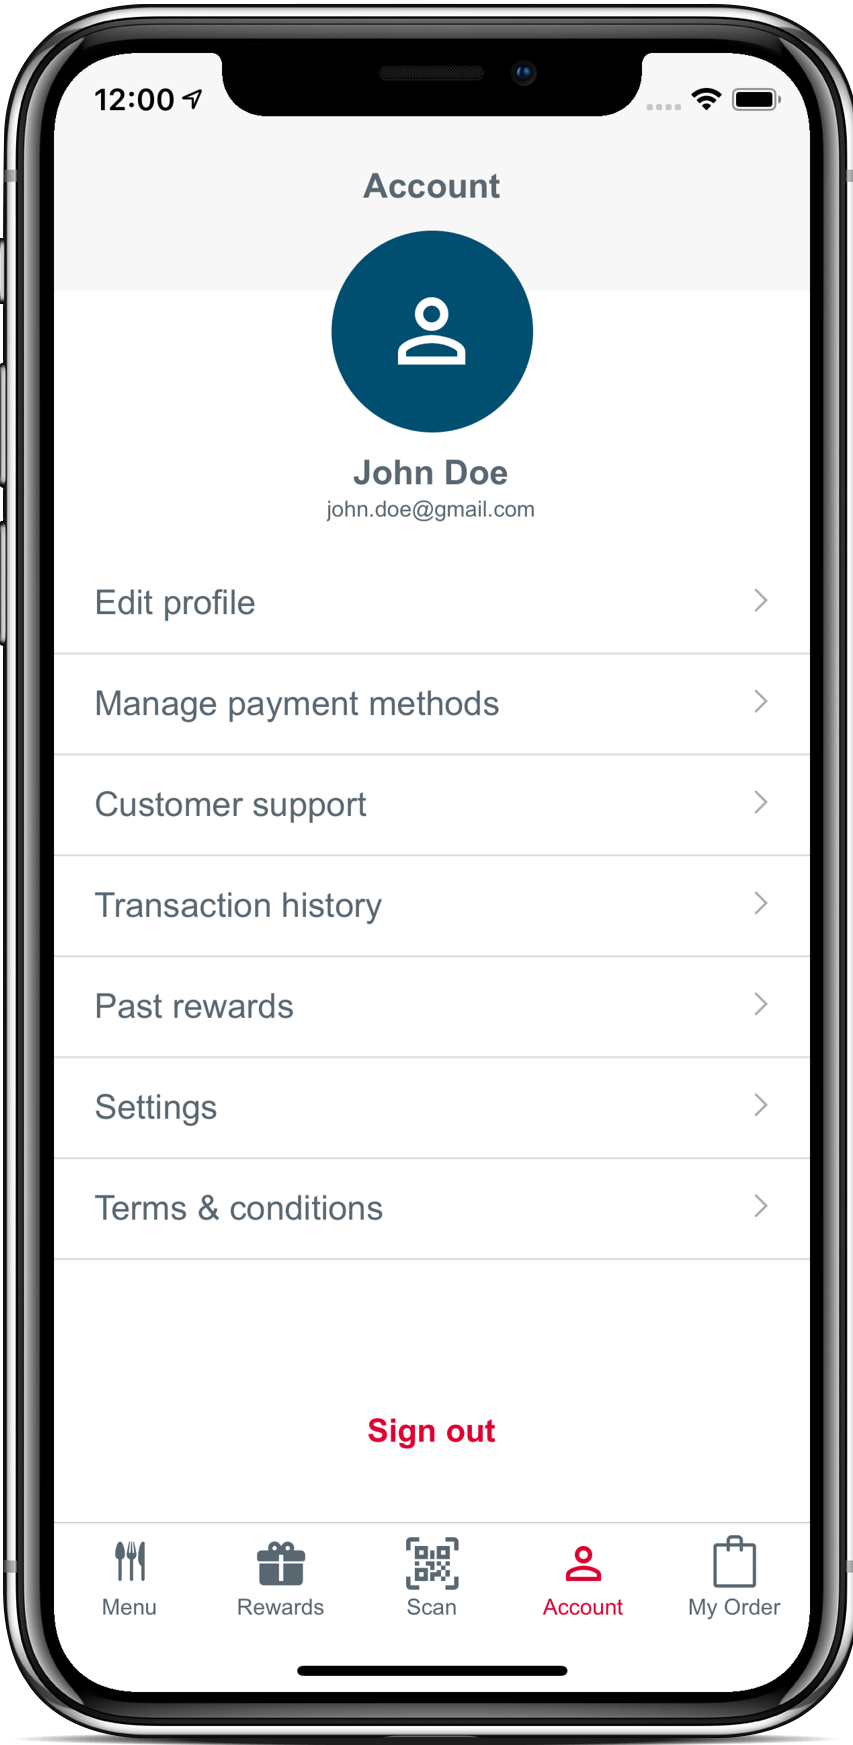 12:00
Account
John Doe
john.doe@gmail.com
Edit profile
Manage payment methods
Customer support
Transaction history
Past rewards
Settings
Terms & conditions
Sign out
Menu
Rewards
Scan
Account
My Order